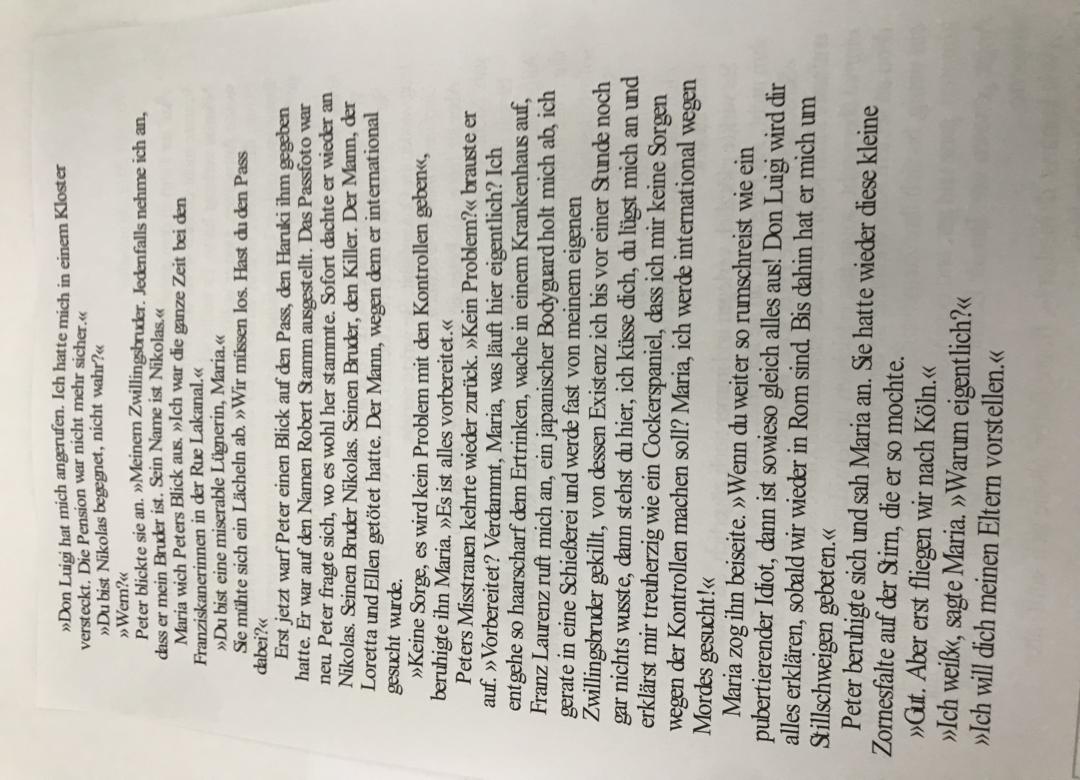 »Don Luigi hat mich angerufen. Ich hatte mich in einem Kloster
versteckt. Die Pension war nicht mehr sicher.«
»Du bist Nikolas begegnet, nicht wahr?«
»Wem?«
Peter blickte sie an. »Meinem Zwillingsbruder. Jedenfalls nehme ich an,
dass er mein Bruder ist. Sein Name ist Nikolas.«
Maria wich Peters Blick aus. »Ich war die ganze Zeit bei den
Franziskanerinnen in der Rue Lakanal.«
»Du bist eine miserable Lügnerin, Maria.«
Sie mühte sich ein Lächeln ab. »Wir müssen los. Hast du den Pass
dabei?«
Erst jetzt warf Peter einen Blick auf den Pass, den Haruki ihm gegeben
hatte. Er war auf den Namen Robert Stamm ausgestellt. Das Passfoto war
neu. Peter fragte sich, wo es wohl her stammte. Sofort dachte er wieder an
Nikolas. Seinen Bruder Nikolas. Seinen Bruder, den Killer. Der Mann, der
Loretta und Ellen getötet hatte. Der Mann, wegen dem er international
gesucht wurde.
»Keine Sorge, es wird kein Problem mit den Kontrollen geben«,
beruhigte ihn Maria. »Es ist alles vorbereitet.«
Peters Misstrauen kehrte wieder zurück. »Kein Problem?« brauste er
auf. »Vorbereitet? Verdammt, Maria, was läuft hier eigentlich? Ich
entgehe so haarscharf dem Ertrinken, wache in einem Krankenhaus auf,
Franz Laurenz ruft mich an, ein japanischer Bodyguard holt mich ab, ich
gerate in eine Schießerei und werde fast von meinem eigenen
Zwillingsbruder gekillt, von dessen Existenz ich bis vor einer Stunde noch
gar nichts wusste, dann stehst du hier, ich küsse dich, du lügst mich an und
erklärst mir treuherzig wie ein Cockerspaniel, dass ich mir keine Sorgen
wegen der Kontrollen machen soll? Maria, ich werde international wegen
Mordes gesucht!«
Maria zog ihn beiseite. »Wenn du weiter so rumschreist wie ein
pubertierender Idiot, dann ist sowieso gleich alles aus! Don Luigi wird dir
alles erklären, sobald wir wieder in Rom sind. Bis dahin hat er mich um
Stillschweigen gebeten.«
Peter beruhigte sich und sah Maria an. Sie hatte wieder diese kleine
Zornesfalte auf der Stirn, die er so mochte.
»Gut. Aber erst fliegen wir nach Köln.«
»Ich weiß«, sagte Maria. »Warum eigentlich?«
»Ich will dich meinen Eltern vorstellen.«